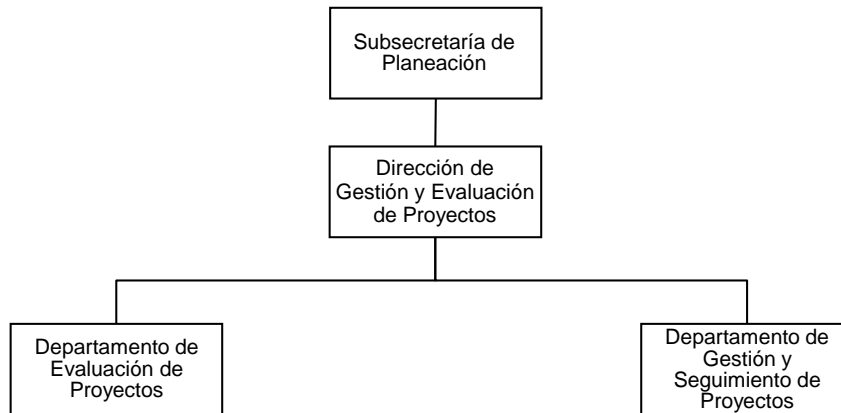 Subsecretaría de
Planeación
Dirección de
Gestión y Evaluación
de Proyectos
Departamento de
Evaluación de
Proyectos
Departamento de
Gestión y
Seguimiento de
Proyectos